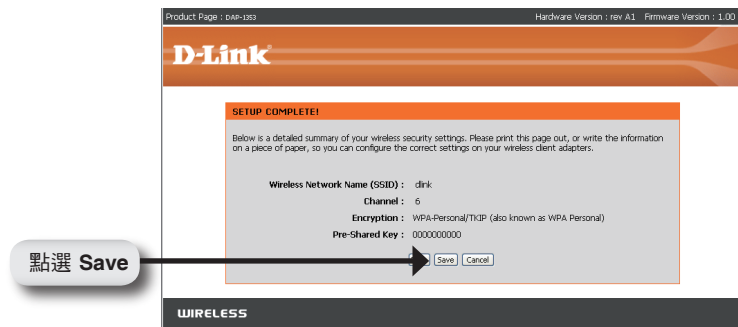 Product Page : DAP-1353 Hardware Version : rev A1 Firmware Version : 1.00
D-Link
SETUP COMPLETE!
Below is a detailed summary of your wireless security settings. Please print this page out, or write the information
on a piece of paper, so you can configure the correct settings on your wireless client adapters.
Wireless Network Name (SSID) : dlink
Channel : 6
Encryption : WPA-Personal/TKIP (also known as WPA Personal)
Pre-Shared Key : 0000000000
點選 Save
Save Cancel
WIRELESS